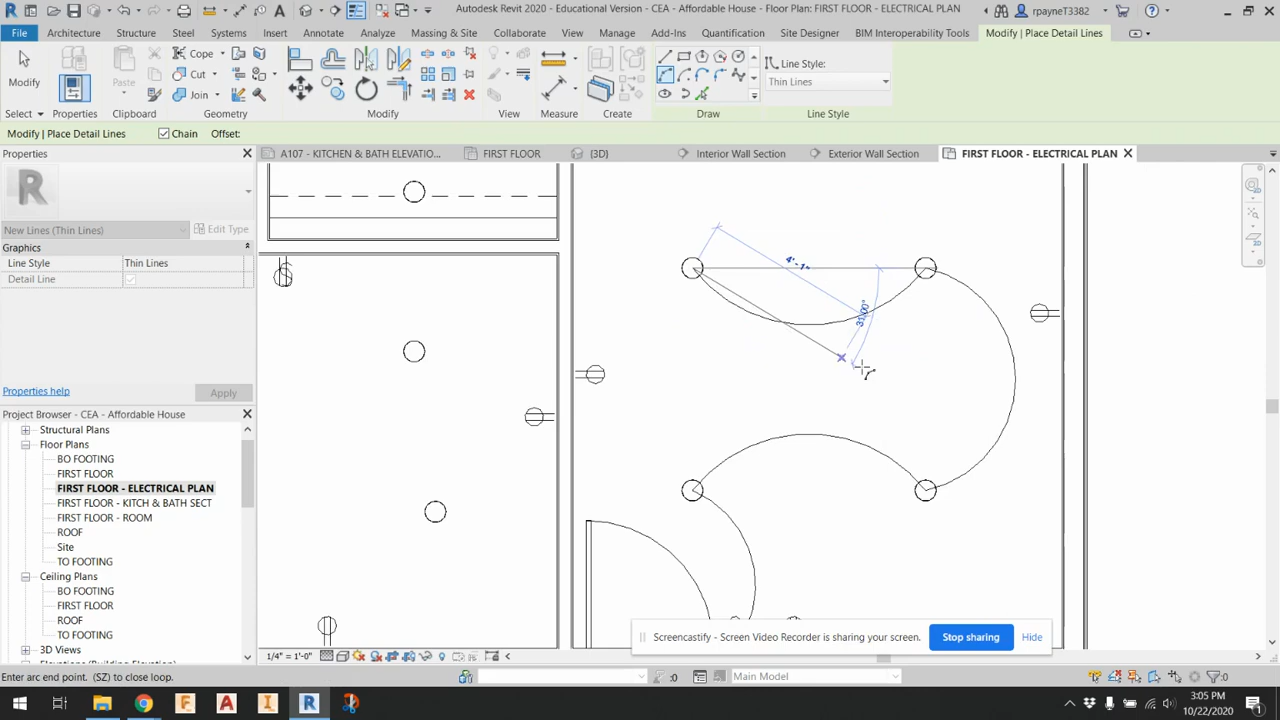 Autodesk Revit 2020 - Educational Version - CEA - Affordable House - Floor Plan: FIRST FLOOR - ELECTRICAL PLAN
rpayneT3382
File Architecture Structure Steel Systems Insert Annotate Analyze Massing & Site Collaborate View Manage Add-Ins Quantification Site Designer BIM Interoperability Tools Modify | Place Detail Lines
Modify
Paste
Cope
Cut
Join
Line Style:
Thin Lines
Select Properties Clipboard Geometry Modify View Measure Create Draw Line Style
Modify | Place Detail Lines Chain Offset:
Properties
A107 - KITCHEN & BATH ELEVATIO... FIRST FLOOR {3D} Interior Wall Section Exterior Wall Section FIRST FLOOR - ELECTRICAL PLAN
New Lines (Thin Lines) Edit Type
Graphics
Line Style Thin Lines
Detail Line
4' - 1"
31.00°
Properties help Apply
Project Browser - CEA - Affordable House
Structural Plans
Floor Plans
BO FOOTING
FIRST FLOOR
FIRST FLOOR - ELECTRICAL PLAN
FIRST FLOOR - KITCH & BATH SECT
FIRST FLOOR - ROOM
ROOF
Site
TO FOOTING
Ceiling Plans
BO FOOTING
FIRST FLOOR
ROOF
TO FOOTING
3D Views
Elevations (Building Elevation)
Screencastify - Screen Video Recorder is sharing your screen. Stop sharing Hide
1/4" = 1'-0"
Enter arc end point. (SZ) to close loop.
:0
Main Model
:0
3:05 PM
10/22/2020